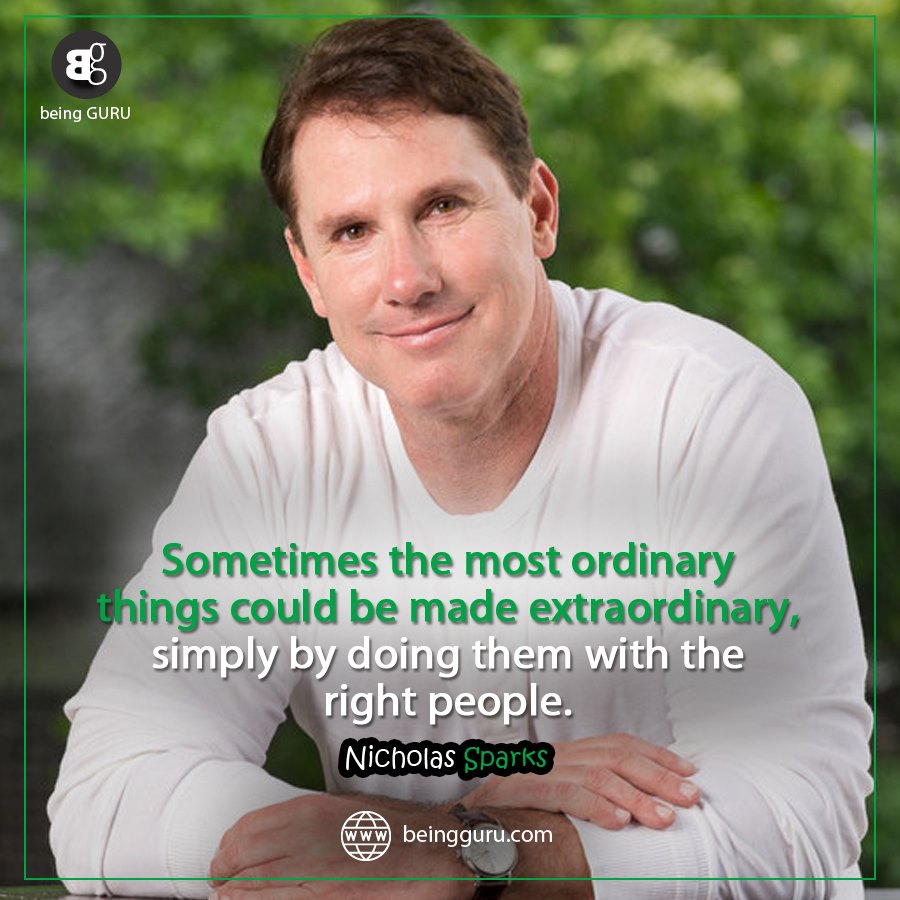 Bg
being GURU
Sometimes the most ordinary
things could be made extraordinary,
simply by doing them with the
right people.
Nicholas Sparks
www beingguru.com